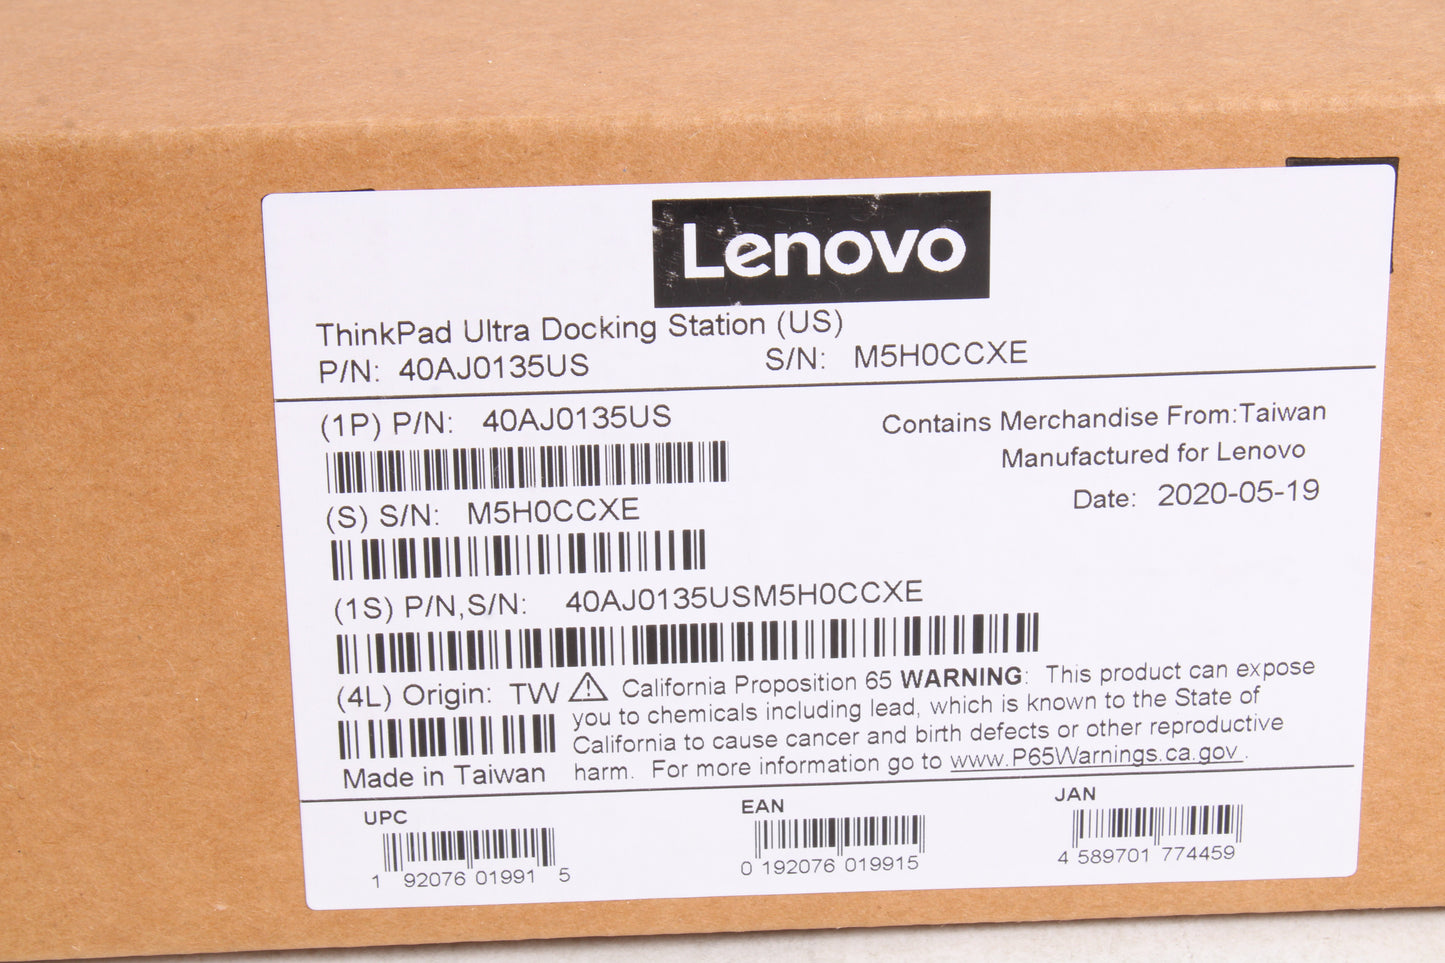 Lenovo
ThinkPad Ultra Docking Station (US)
P/N: 40AJ0135US S/N: M5H0CCXE
(1P) P/N: 40AJ0135US
Contains Merchandise From:Taiwan
Manufactured for Lenovo
Date: 2020-05-19
(S) S/N: M5H0CCXE
(1S) P/N,S/N: 40AJ0135USM5H0CCXE
(4L) Origin: TW
Made in Taiwan
⚠ California Proposition 65 WARNING: This product can expose
you to chemicals including lead, which is known to the State of
California to cause cancer and birth defects or other reproductive
harm. For more information go to www.P65Warnings.ca.gov.
UPC
1 92076 01991 5
EAN
0 192076 019915
JAN
4 589701 774459